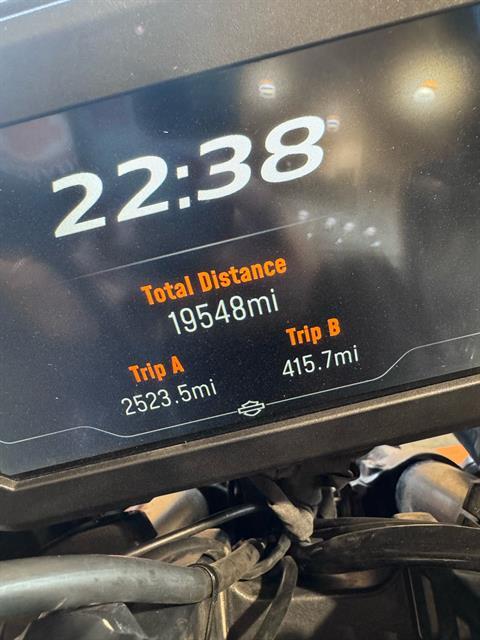 22:38
Total Distance
19548mi
Trip A
Trip B
2523.5mi
415.7mi